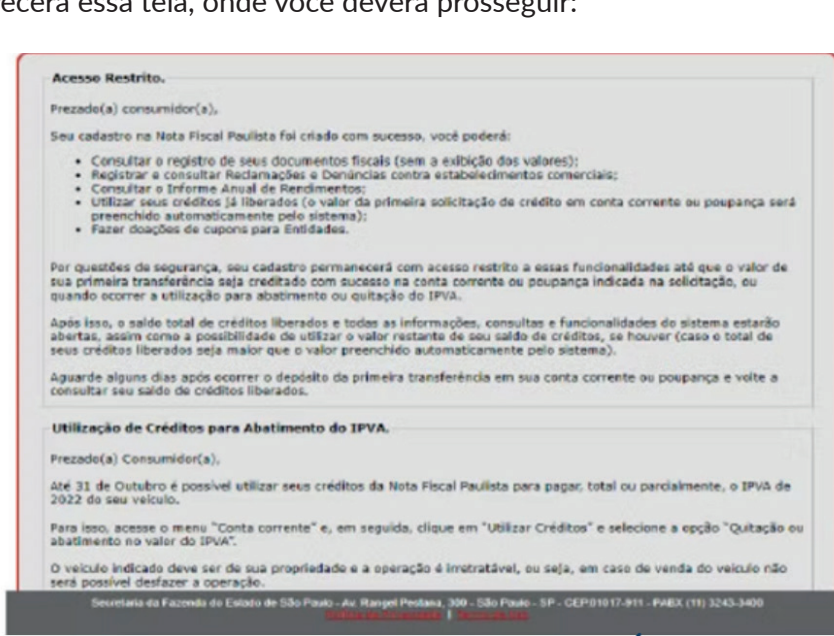 ecerá essa tela, onde você deverá prosseguir:
Acesso Restrito.
Prezado(a) consumidor(a),
Seu cadastro na Nota Fiscal Paulista foi criado com sucesso, você poderá:
• Consultar o registro de seus documentos fiscais (sem a exibição dos valores);
• Registrar e consultar Reclamações e Denúncias contra estabelecimentos comerciais;
• Consultar o Informe Anual de Rendimentos;
• Utilizar seus créditos já liberados (o valor da primeira solicitação de crédito em conta corrente ou poupança será
preenchido automaticamente pelo sistema);
• Fazer doações de cupons para Entidades.
Por questões de segurança, seu cadastro permanecerá com acesso restrito a essas funcionalidades até que o valor de
sua primeira transferência seja creditado com sucesso na conta corrente ou poupança indicada na solicitação, ou
quando ocorrer a utilização para abatimento ou quitação do IPVA.
Após isso, o saldo total de créditos liberados e todas as informações, consultas e funcionalidades do sistema estarão
abertas, assim como a possibilidade de utilizar o valor restante de seu saldo de créditos, se houver (caso o total de
seus créditos liberados seja maior que o valor preenchido automaticamente pelo sistema).
Aguarde alguns dias após ocorrer o depósito da primeira transferência em sua conta corrente ou poupança e volte a
consultar seu saldo de créditos liberados.
Utilização de Créditos para Abatimento do IPVA.
Prezado(a) Consumidor(a),
Até 31 de Outubro é possível utilizar seus créditos da Nota Fiscal Paulista para pagar, total ou parcialmente, o IPVA de
2022 do seu veículo.
Para isso, acesse o menu "Conta corrente" e, em seguida, clique em "Utilizar Créditos" e selecione a opção "Quitação ou
abatimento no valor do IPVA".
O veículo indicado deve ser de sua propriedade e a operação é irretratável, ou seja, em caso de venda do veículo não
será possível desfazer a operação.
Secretaria da Fazenda do Estado de São Paulo - Av. Rangel Pestana, 300 - São Paulo - SP - CEP:01017-911 - PABX (11) 3243-3400